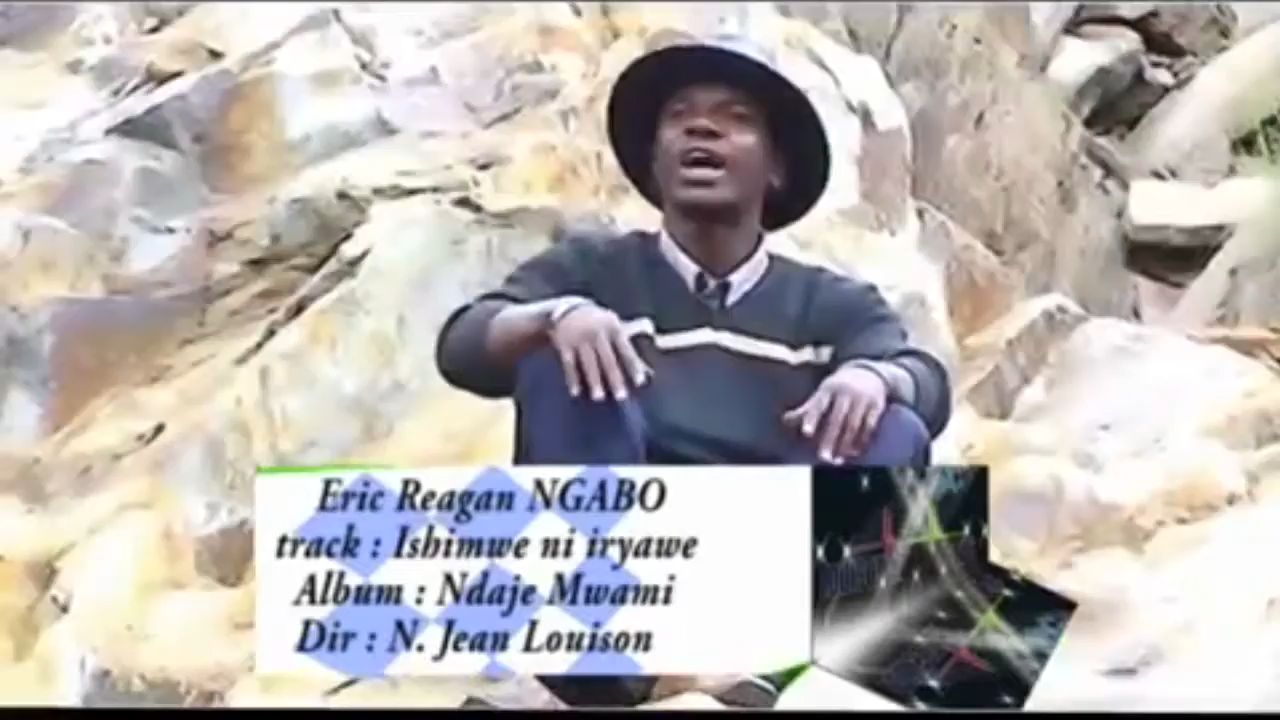 Eric Reagan NGABO
track : Ishimwe ni iryawe
Album : Ndaje Mwami
Dir : N. Jean Louison